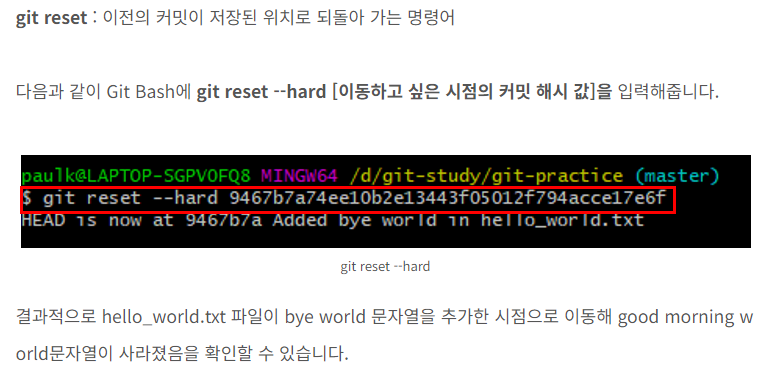 git reset : 이전의 커밋이 저장된 위치로 되돌아 가는 명령어
다음과 같이 Git Bash에 git reset --hard [이동하고 싶은 시점의 커밋 해시 값]을 입력해줍니다.
paulk@LAPTOP-SGPV0FQ8 MINGW64 /d/git-study/git-practice (master)
$ git reset --hard 9467b7a74ee10b2e13443f05012f794acce17e6f
HEAD is now at 9467b7a Added bye world in hello_world.txt
git reset --hard
결과적으로 hello_world.txt 파일이 bye world 문자열을 추가한 시점으로 이동해 good morning w
orld문자열이 사라졌음을 확인할 수 있습니다.